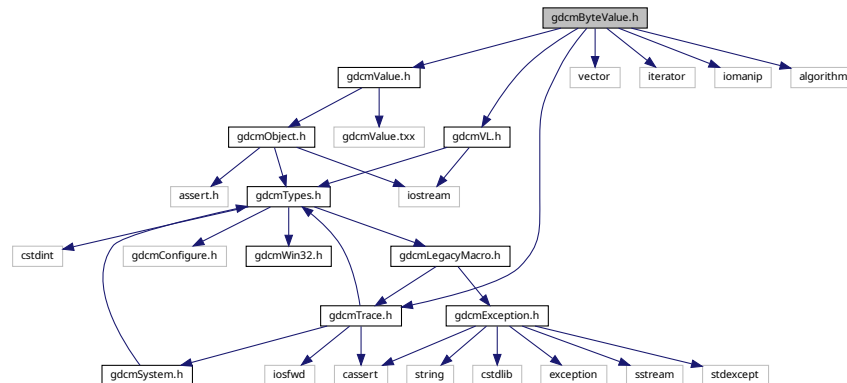 gdcmByteValue.h
gdcmValue.h
vector
iterator
iomanip
algorithm
gdcmObject.h
gdcmValue.txx
gdcmVL.h
assert.h
gdcmTypes.h
iostream
cstdint
gdcmConfigure.h
gdcmWin32.h
gdcmLegacyMacro.h
gdcmTrace.h
gdcmException.h
gdcmSystem.h
iosfwd
cassert
string
cstdlib
exception
sstream
stdexcept